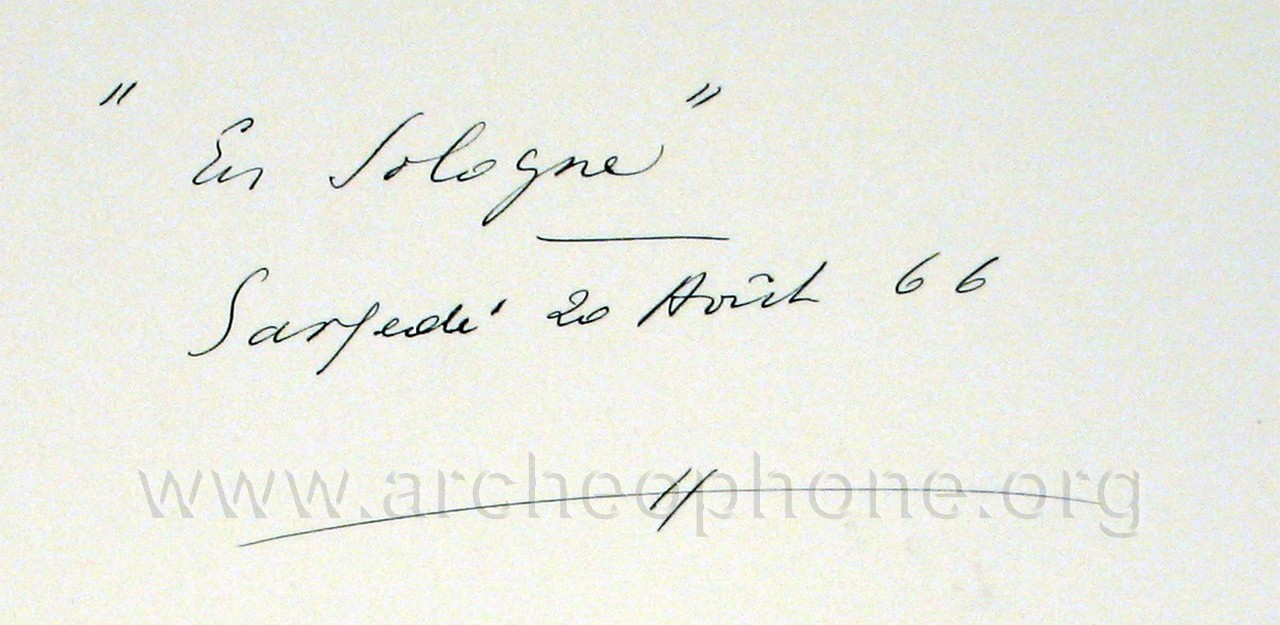 " En Sologne "
Samedi 20 Août 66
www.archeophone.org